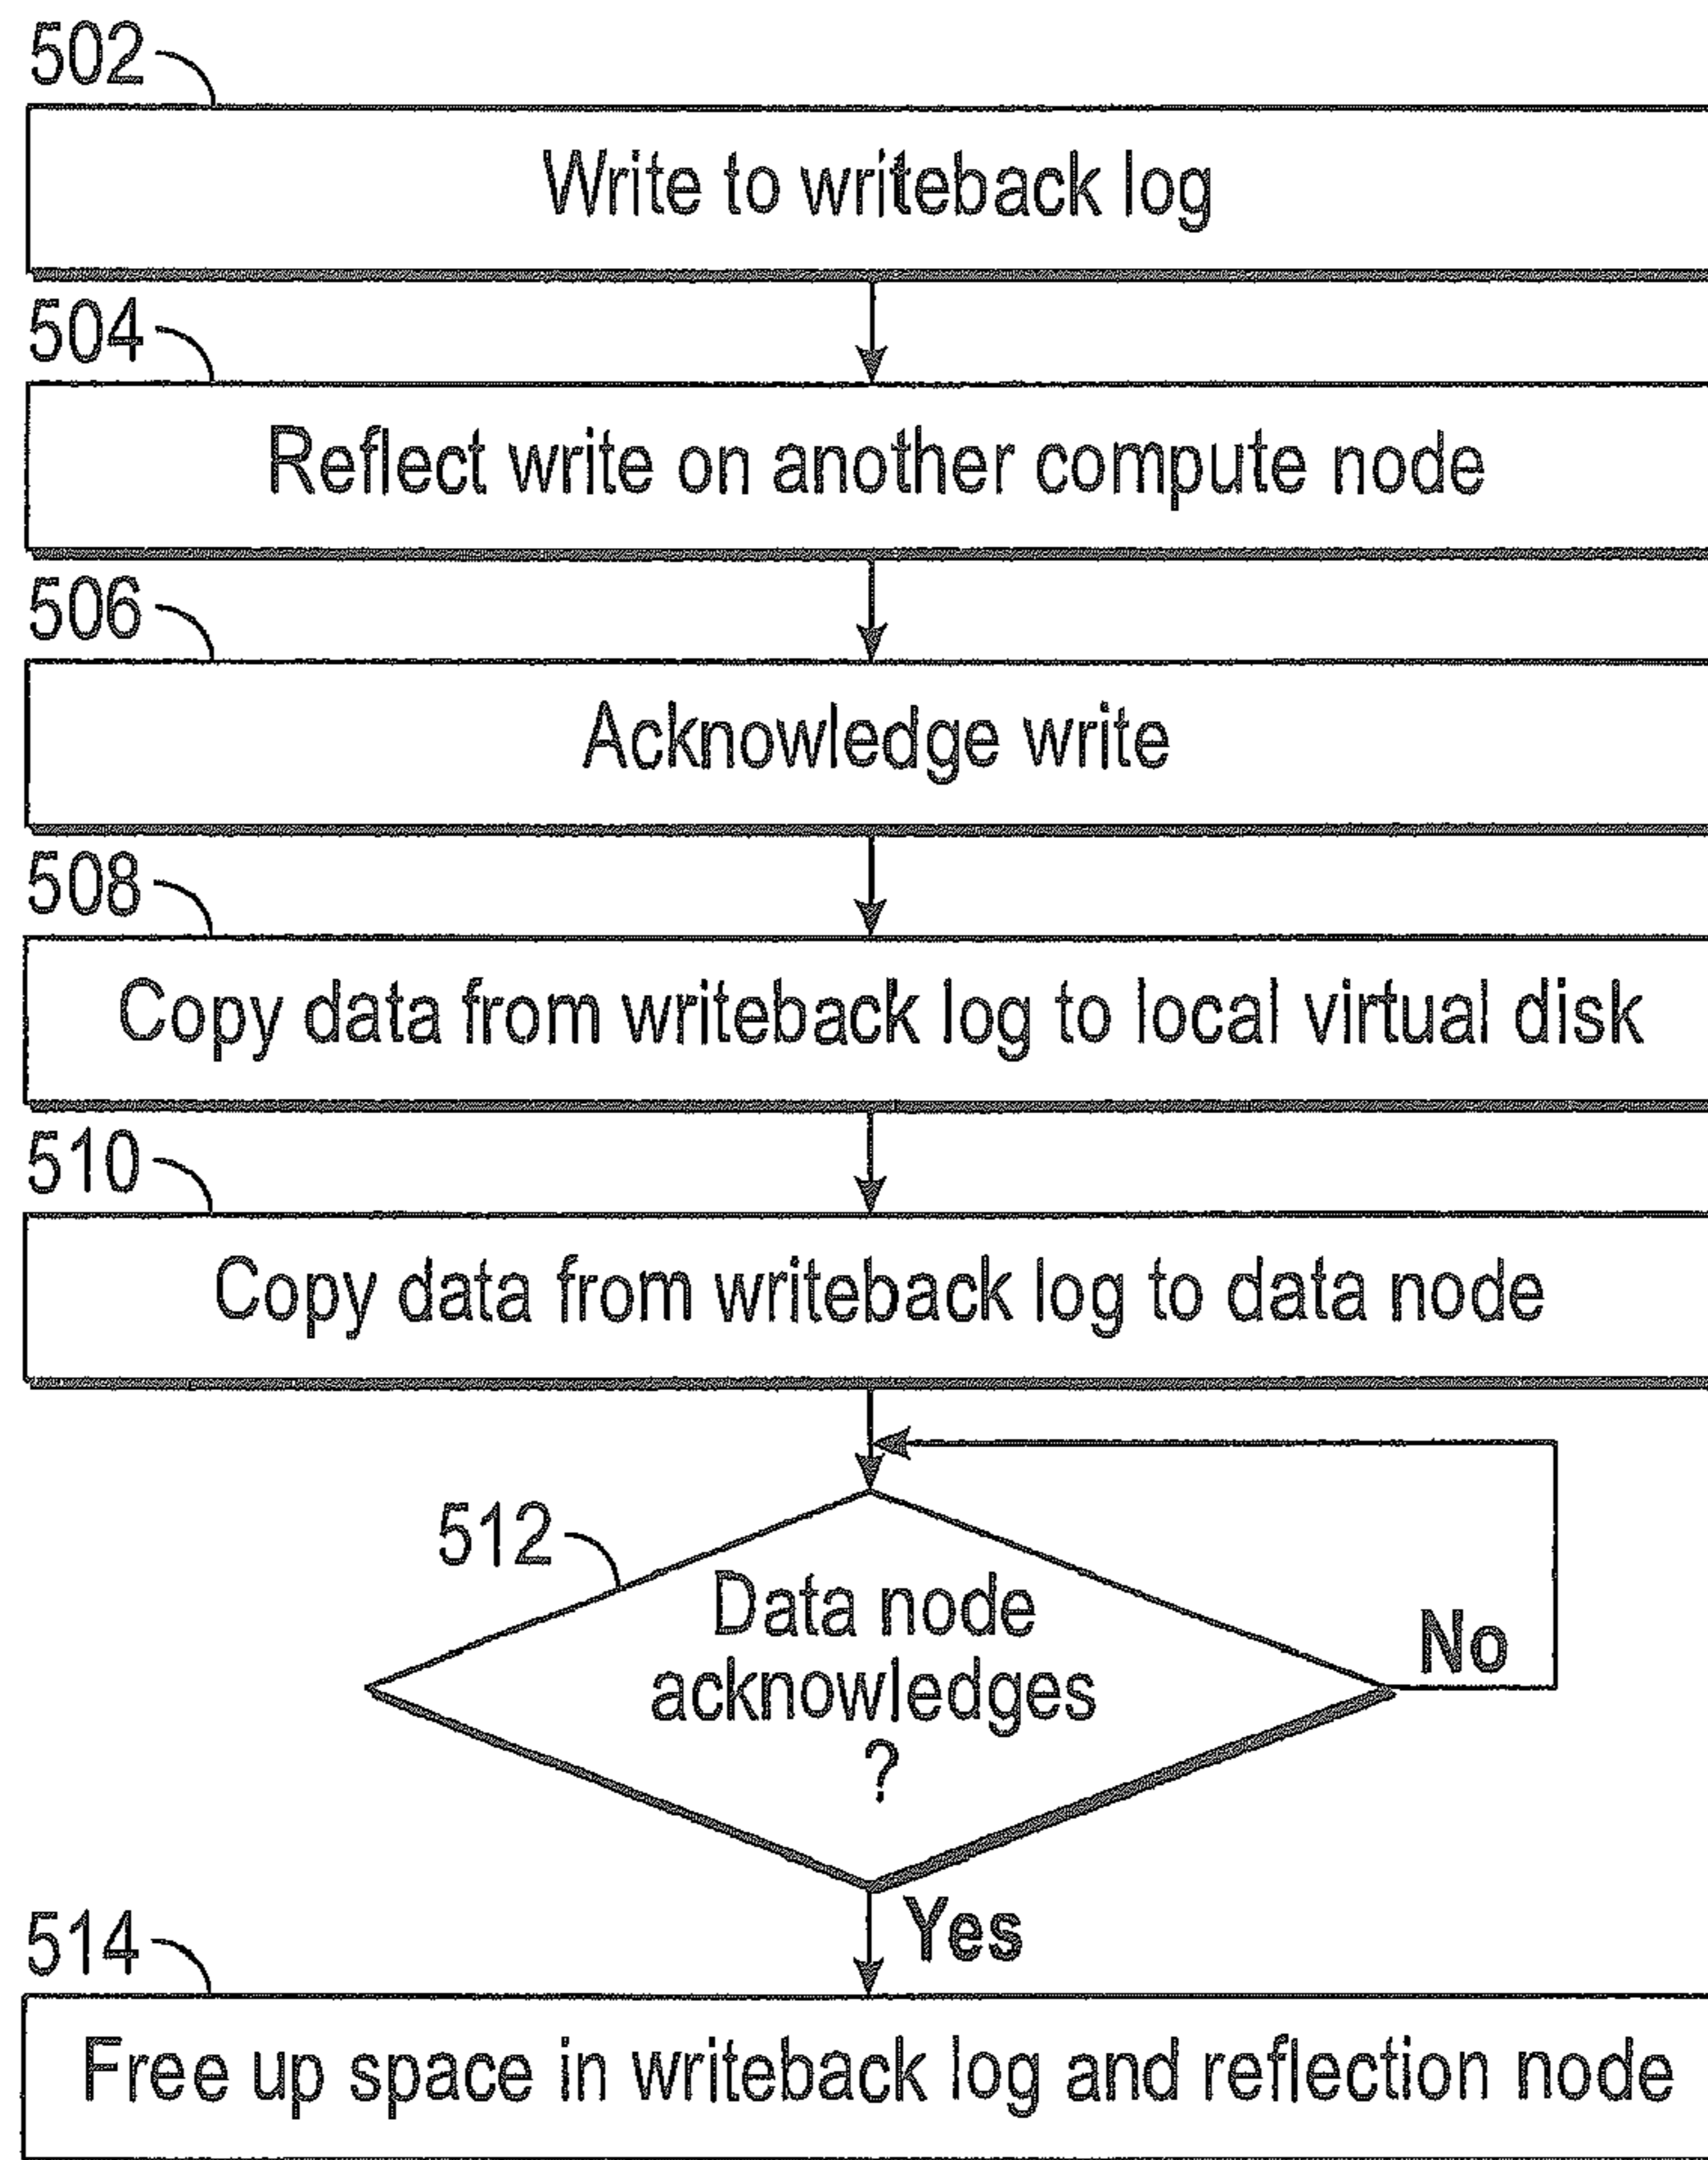 502
Write to writeback log
504
Reflect write on another compute node
506
Acknowledge write
508
Copy data from writeback log to local virtual disk
510
Copy data from writeback log to data node
512
Data node
acknowledges
?
No
Yes
514
Free up space in writeback log and reflection node